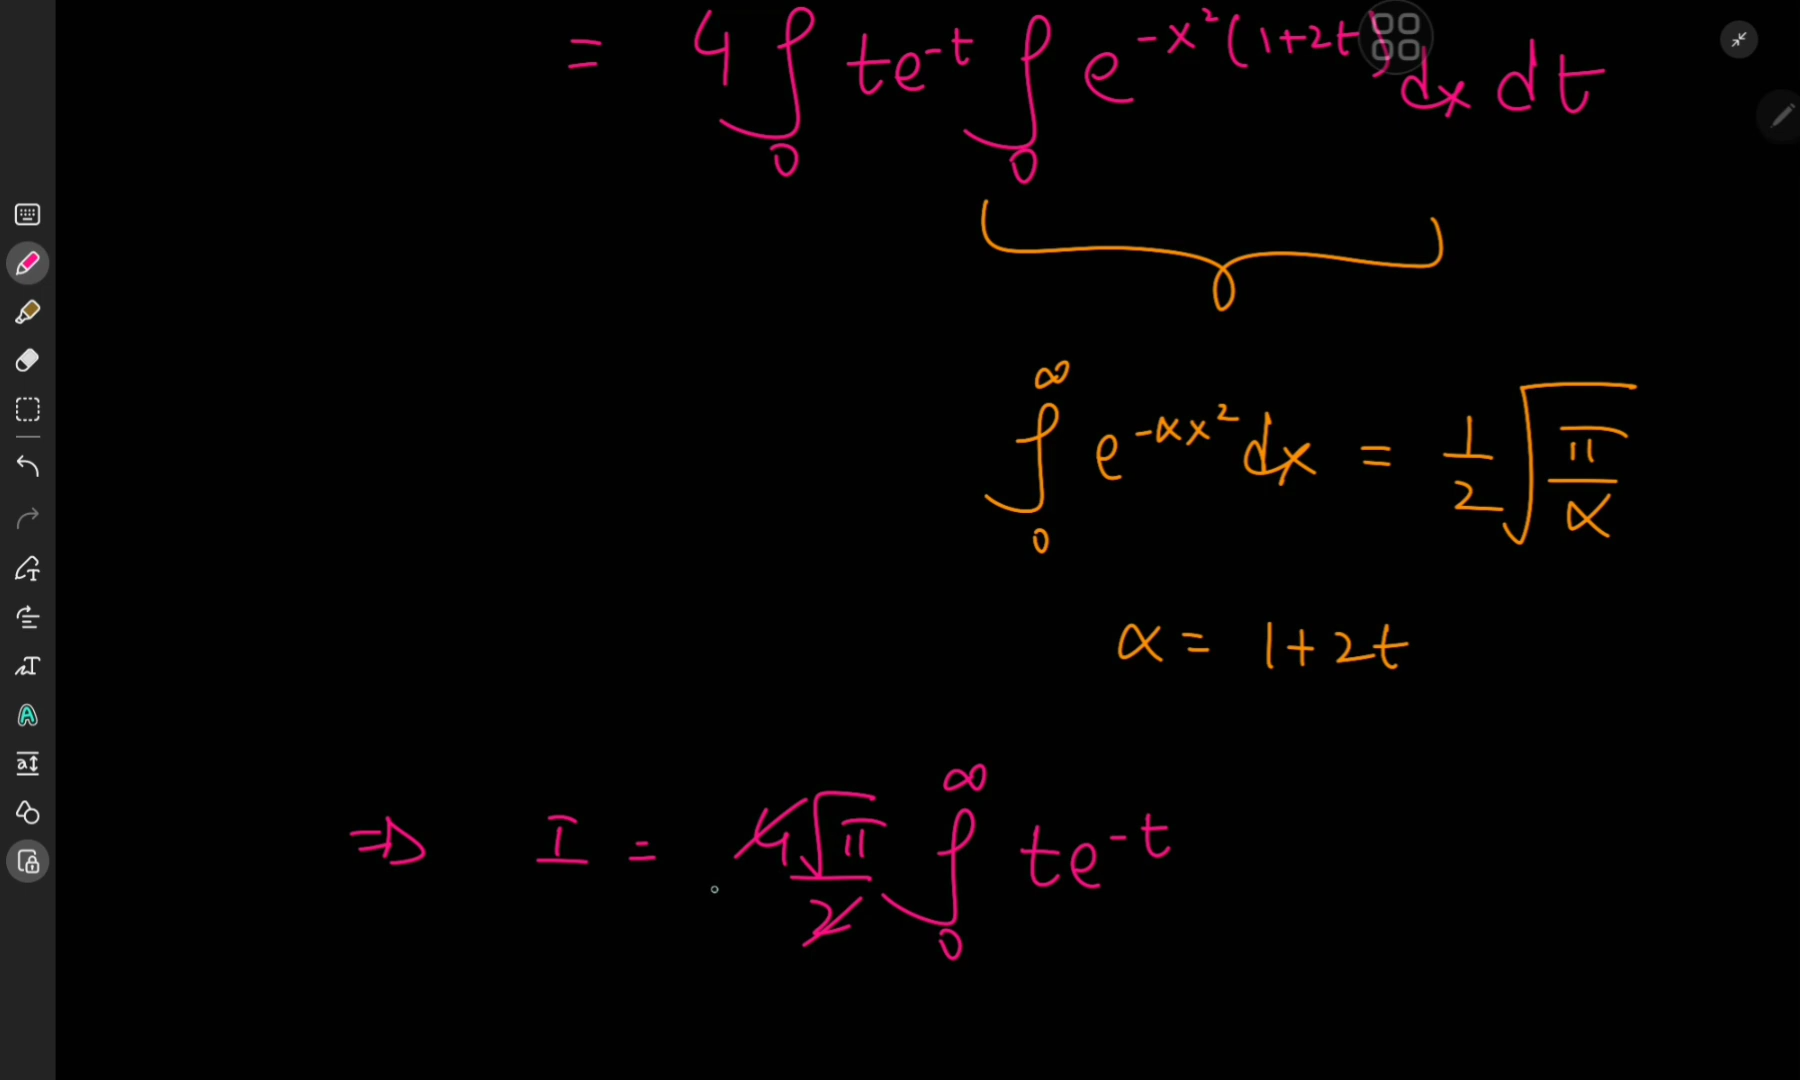 = 4 ∫₀ te^{-t} ∫₀ e^{-x²(1+2t)} dx dt
∫₀^∞ e^{-αx²} dx = 1/2 √(π/α)
α = 1+2t
⇒ I = 4√π/2 ∫₀^∞ te^{-t}